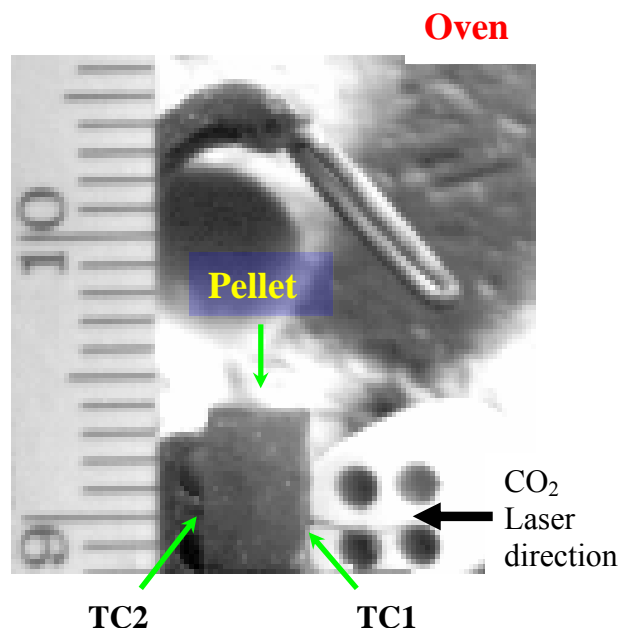 Oven
10
Pellet
9
CO₂
Laser
direction
TC2
TC1